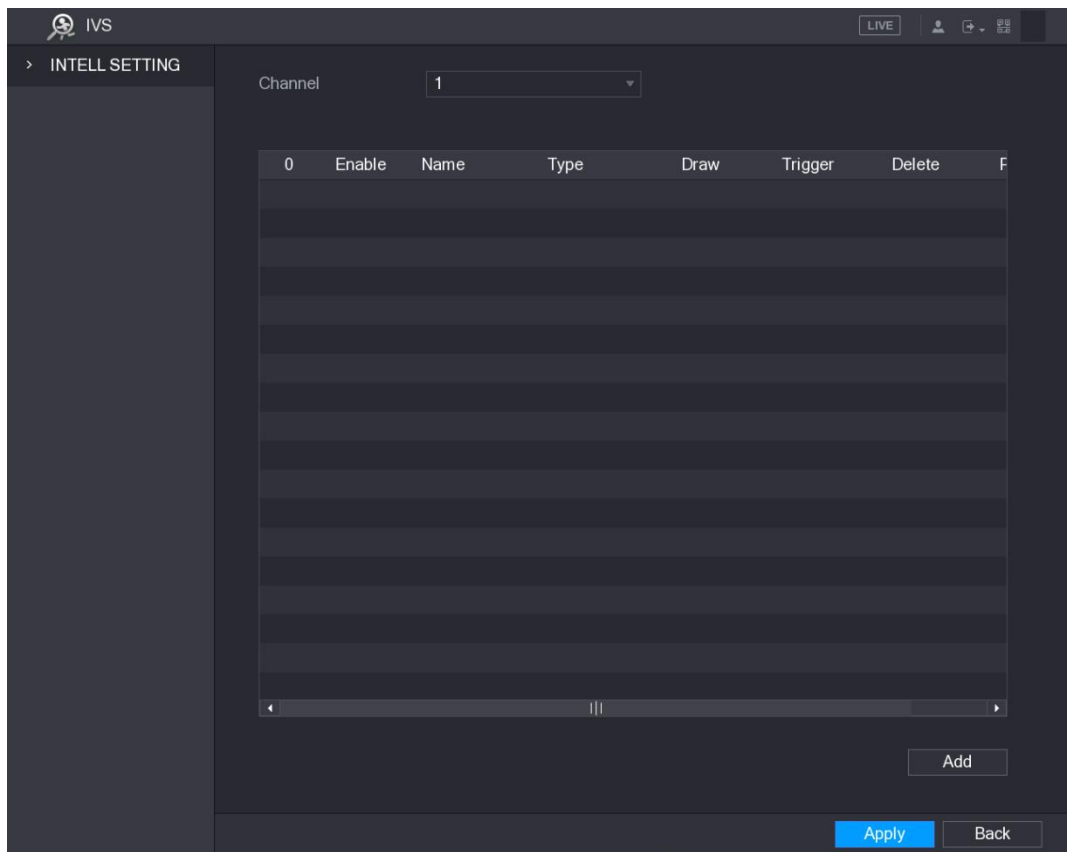 IVS
LIVE
INTELL SETTING
Channel 1
0 Enable Name Type Draw Trigger Delete
Add
Apply Back